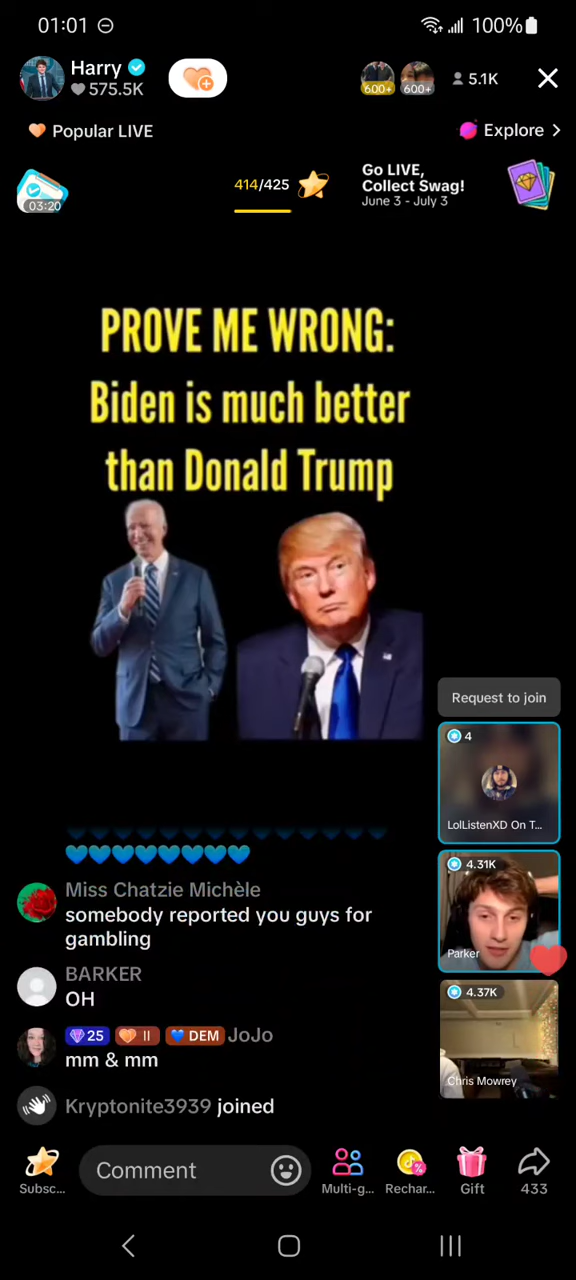 01:01
100%
Harry
575.5K
600+
600+
5.1K
Popular LIVE
Explore >
03:20
414/425
Go LIVE,
Collect Swag!
June 3 - July 3
PROVE ME WRONG:
Biden is much better
than Donald Trump
Request to join
4
LolListenXD On T...
4.31K
Parker
4.37K
Chris Mowrey
Miss Chatzie Michèle
somebody reported you guys for
gambling
BARKER
OH
25 II DEM JoJo
mm & mm
Kryptonite3939 joined
Subsc...
Comment
Multi-g...
Rechar...
Gift
433